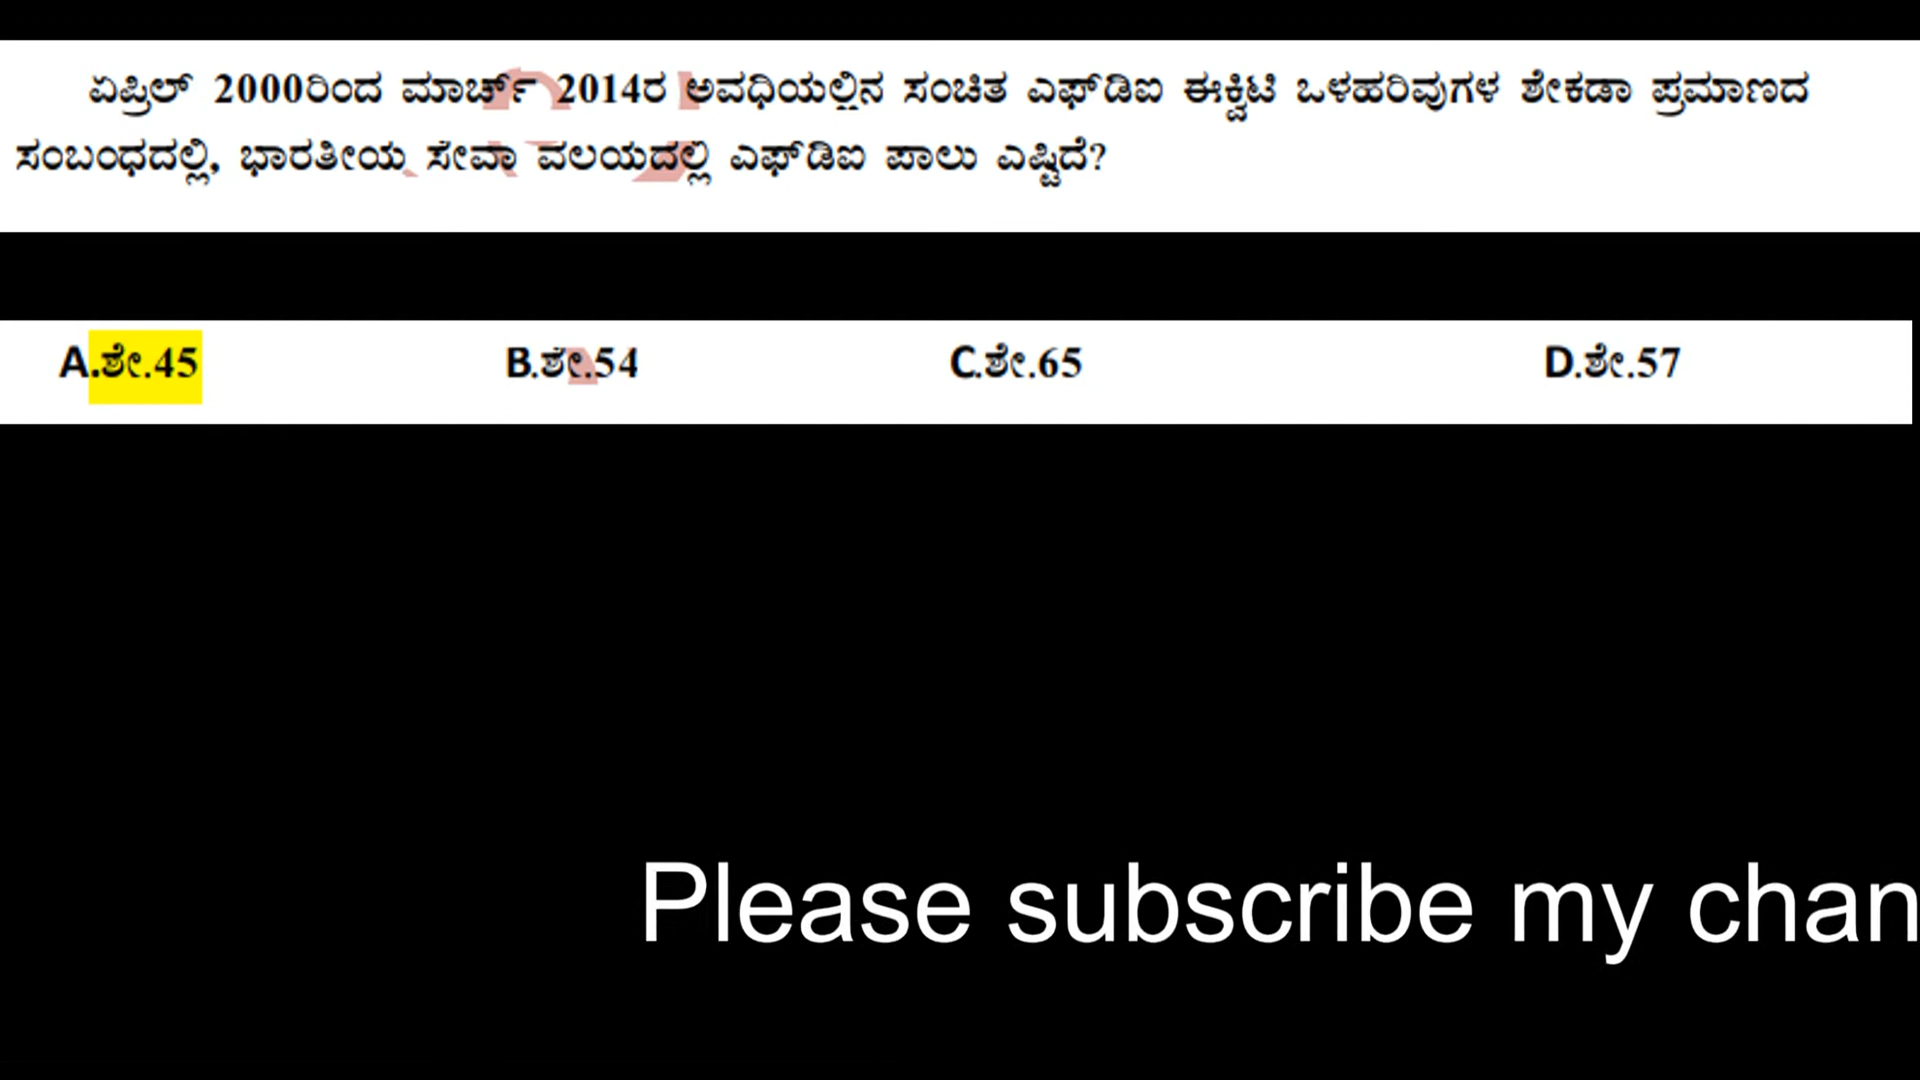 ಏಪ್ರಿಲ್ 2000ರಿಂದ ಮಾರ್ಚ್ 2014ರ ಅವಧಿಯಲ್ಲಿನ ಸಂಚಿತ ಎಫ್‌ಡಿಐ ಈಕ್ವಿಟಿ ಒಳಹರಿವುಗಳ ಶೇಕಡಾ ಪ್ರಮಾಣದ
ಸಂಬಂಧದಲ್ಲಿ, ಭಾರತೀಯ ಸೇವಾ ವಲಯದಲ್ಲಿ ಎಫ್‌ಡಿಐ ಪಾಲು ಎಷ್ಟಿದೆ?
A.ಶೇ.45 B.ಶೇ.54 C.ಶೇ.65 D.ಶೇ.57
Please subscribe my chan